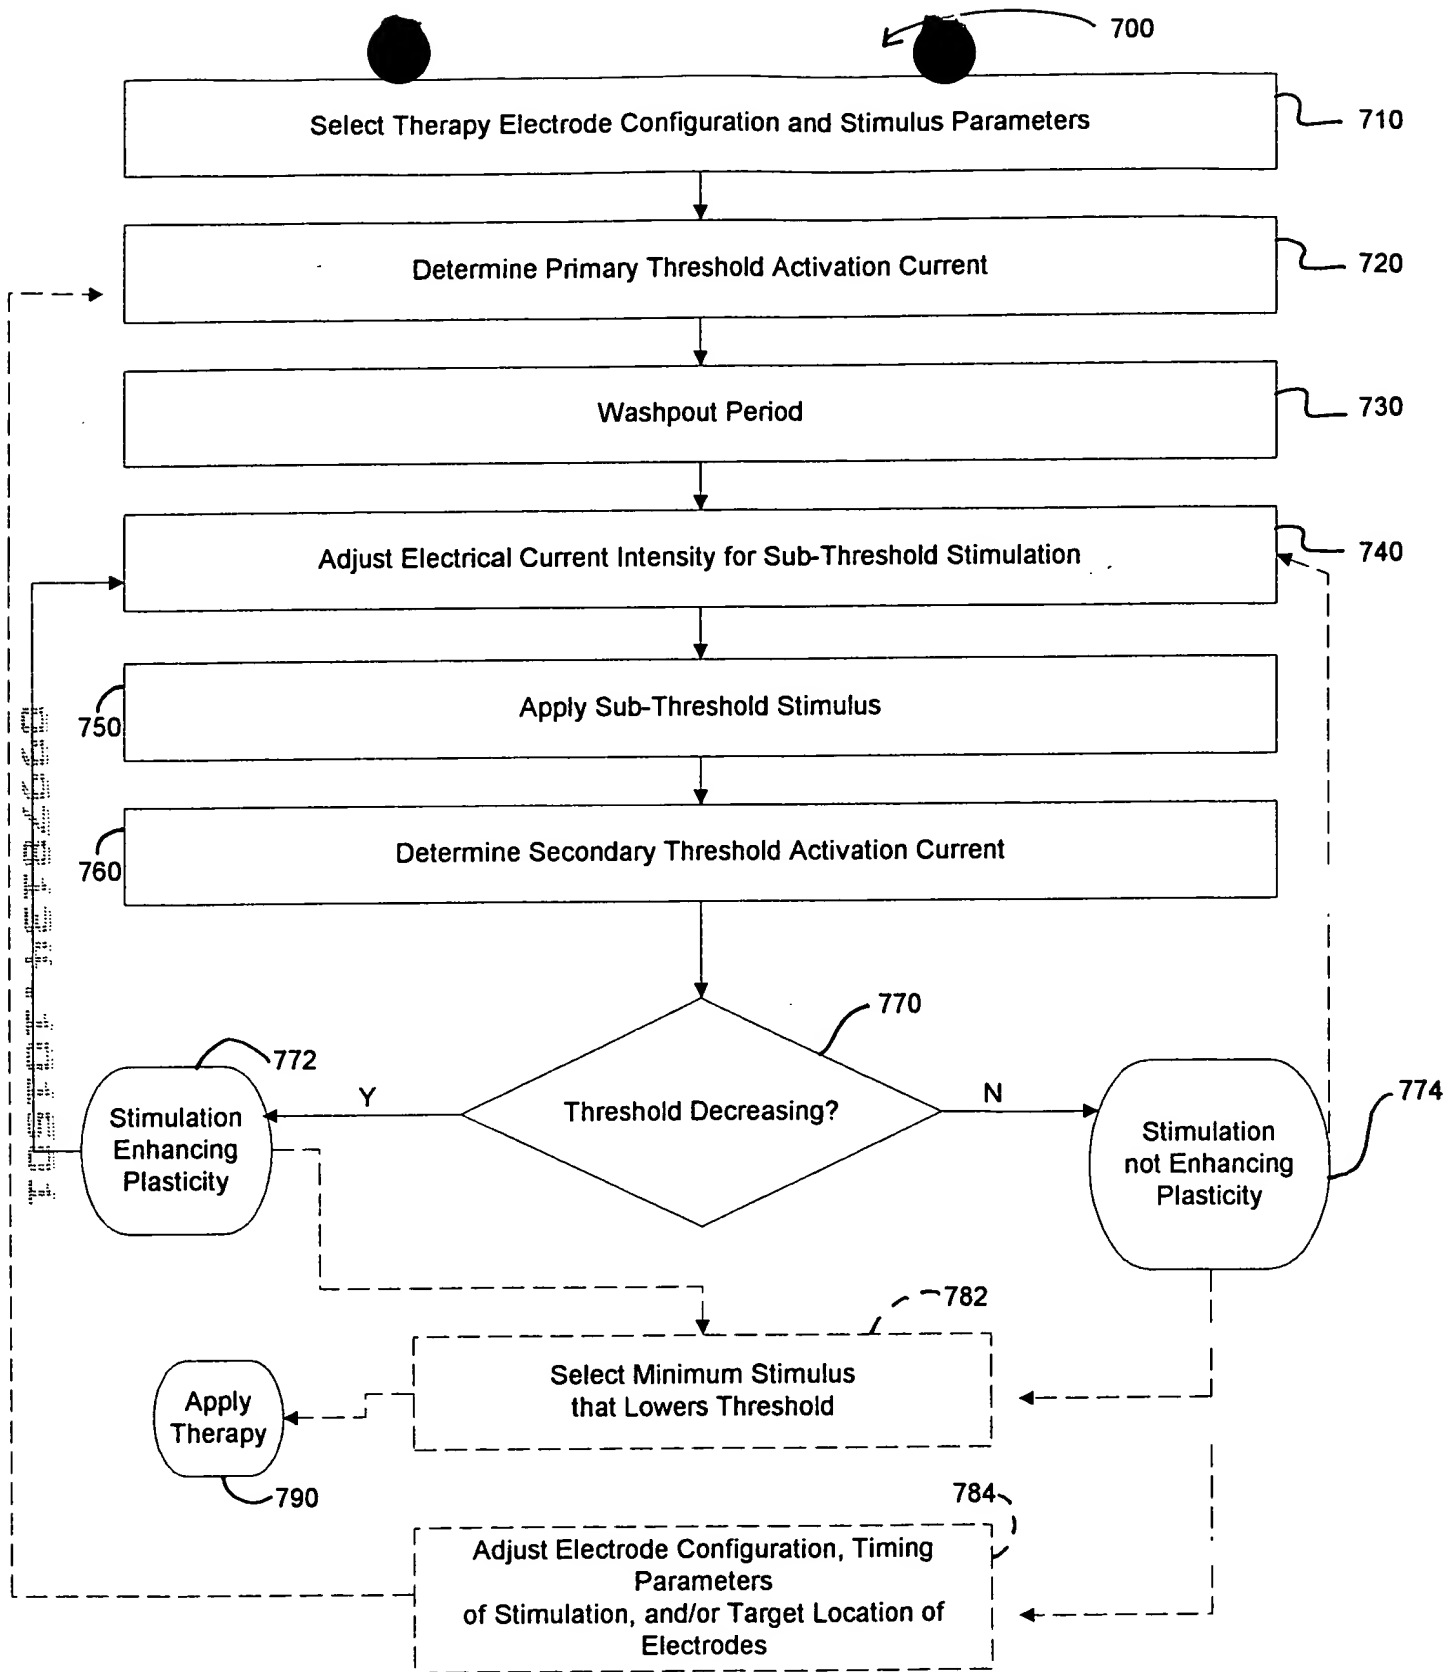 700
Select Therapy Electrode Configuration and Stimulus Parameters
710
Determine Primary Threshold Activation Current
720
Washpout Period
730
Adjust Electrical Current Intensity for Sub-Threshold Stimulation
740
Apply Sub-Threshold Stimulus
750
Determine Secondary Threshold Activation Current
760
770
Threshold Decreasing?
Y
N
772
Stimulation
Enhancing
Plasticity
774
Stimulation
not Enhancing
Plasticity
782
Select Minimum Stimulus
that Lowers Threshold
Apply
Therapy
790
784
Adjust Electrode Configuration, Timing
Parameters
of Stimulation, and/or Target Location of
Electrodes